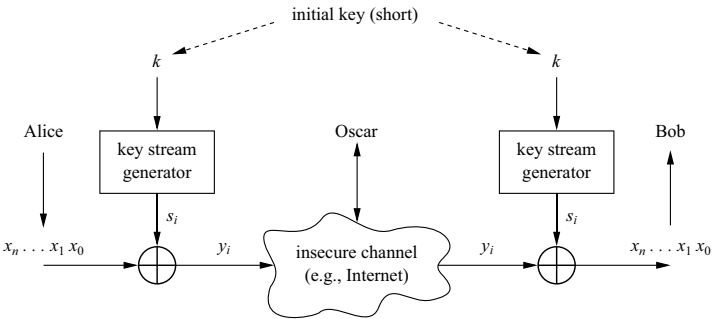 initial key (short)
k
k
Alice
key stream
generator
Oscar
key stream
generator
Bob
s_i
s_i
x_n . . . x_1 x_0
y_i
insecure channel
(e.g., Internet)
y_i
x_n . . . x_1 x_0